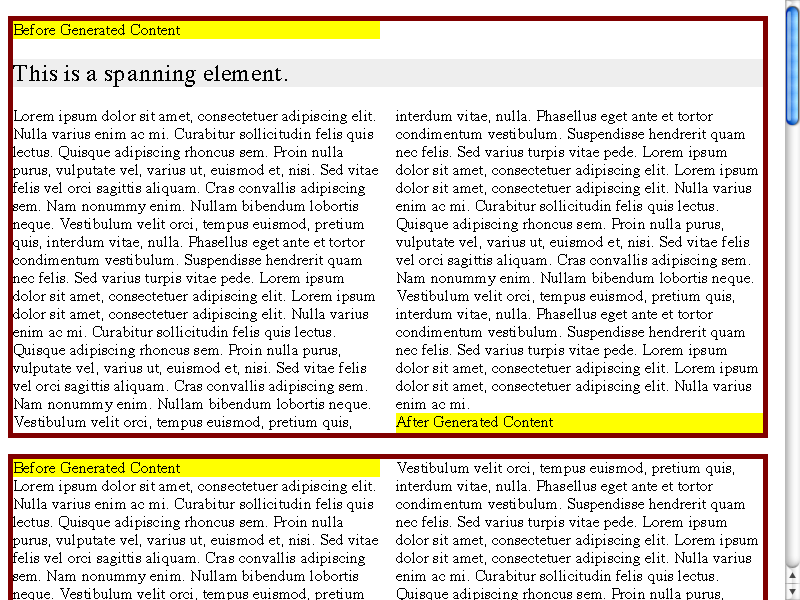 Before Generated Content
This is a spanning element.
Lorem ipsum dolor sit amet, consectetuer adipiscing elit.
Nulla varius enim ac mi. Curabitur sollicitudin felis quis
lectus. Quisque adipiscing rhoncus sem. Proin nulla
purus, vulputate vel, varius ut, euismod et, nisi. Sed vitae
felis vel orci sagittis aliquam. Cras convallis adipiscing
sem. Nam nonummy enim. Nullam bibendum lobortis
neque. Vestibulum velit orci, tempus euismod, pretium
quis, interdum vitae, nulla. Phasellus eget ante et tortor
condimentum vestibulum. Suspendisse hendrerit quam
nec felis. Sed varius turpis vitae pede. Lorem ipsum
dolor sit amet, consectetuer adipiscing elit. Lorem ipsum
dolor sit amet, consectetuer adipiscing elit. Nulla varius
enim ac mi. Curabitur sollicitudin felis quis lectus.
Quisque adipiscing rhoncus sem. Proin nulla purus,
vulputate vel, varius ut, euismod et, nisi. Sed vitae felis
vel orci sagittis aliquam. Cras convallis adipiscing sem.
Nam nonummy enim. Nullam bibendum lobortis neque.
Vestibulum velit orci, tempus euismod, pretium quis,
interdum vitae, nulla. Phasellus eget ante et tortor
condimentum vestibulum. Suspendisse hendrerit quam
nec felis. Sed varius turpis vitae pede. Lorem ipsum
dolor sit amet, consectetuer adipiscing elit. Lorem ipsum
dolor sit amet, consectetuer adipiscing elit. Nulla varius
enim ac mi. Curabitur sollicitudin felis quis lectus.
Quisque adipiscing rhoncus sem. Proin nulla purus,
vulputate vel, varius ut, euismod et, nisi. Sed vitae felis
vel orci sagittis aliquam. Cras convallis adipiscing sem.
Nam nonummy enim. Nullam bibendum lobortis neque.
Vestibulum velit orci, tempus euismod, pretium quis,
interdum vitae, nulla. Phasellus eget ante et tortor
condimentum vestibulum. Suspendisse hendrerit quam
nec felis. Sed varius turpis vitae pede. Lorem ipsum
dolor sit amet, consectetuer adipiscing elit. Lorem ipsum
dolor sit amet, consectetuer adipiscing elit. Nulla varius
enim ac mi.
After Generated Content
Before Generated Content
Lorem ipsum dolor sit amet, consectetuer adipiscing elit.
Nulla varius enim ac mi. Curabitur sollicitudin felis quis
lectus. Quisque adipiscing rhoncus sem. Proin nulla
purus, vulputate vel, varius ut, euismod et, nisi. Sed vitae
felis vel orci sagittis aliquam. Cras convallis adipiscing
sem. Nam nonummy enim. Nullam bibendum lobortis
neque. Vestibulum velit orci, tempus euismod, pretium
Vestibulum velit orci, tempus euismod, pretium quis,
interdum vitae, nulla. Phasellus eget ante et tortor
condimentum vestibulum. Suspendisse hendrerit quam
nec felis. Sed varius turpis vitae pede. Lorem ipsum
dolor sit amet, consectetuer adipiscing elit. Lorem ipsum
dolor sit amet, consectetuer adipiscing elit. Nulla varius
enim ac mi. Curabitur sollicitudin felis quis lectus.
Quisque adipiscing rhoncus sem. Proin nulla purus,